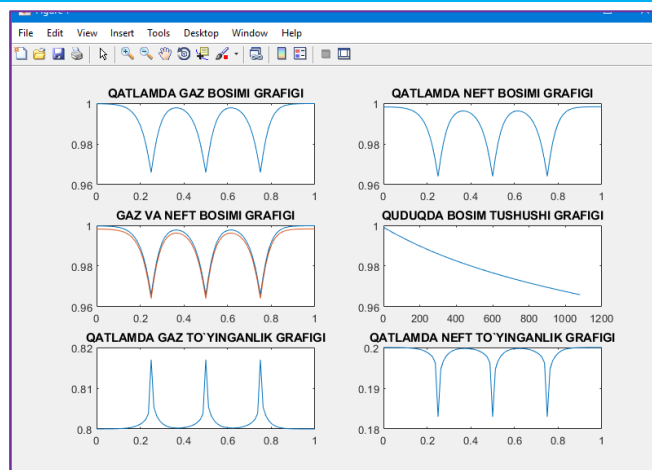 File Edit View Insert Tools Desktop Window Help
QATLAMDA GAZ BOSIMI GRAFIGI
1
0.98
0.96
0 0.2 0.4 0.6 0.8 1
QATLAMDA NEFT BOSIMI GRAFIGI
1
0.98
0.96
0 0.2 0.4 0.6 0.8 1
GAZ VA NEFT BOSIMI GRAFIGI
1
0.98
0.96
0 0.2 0.4 0.6 0.8 1
QUDUQDA BOSIM TUSHUSHI GRAFIGI
1
0.98
0.96
0 200 400 600 800 1000 1200
QATLAMDA GAZ TO`YINGANLIK GRAFIGI
0.82
0.81
0.8
0 0.2 0.4 0.6 0.8 1
QATLAMDA NEFT TO`YINGANLIK GRAFIGI
0.2
0.19
0.18
0 0.2 0.4 0.6 0.8 1